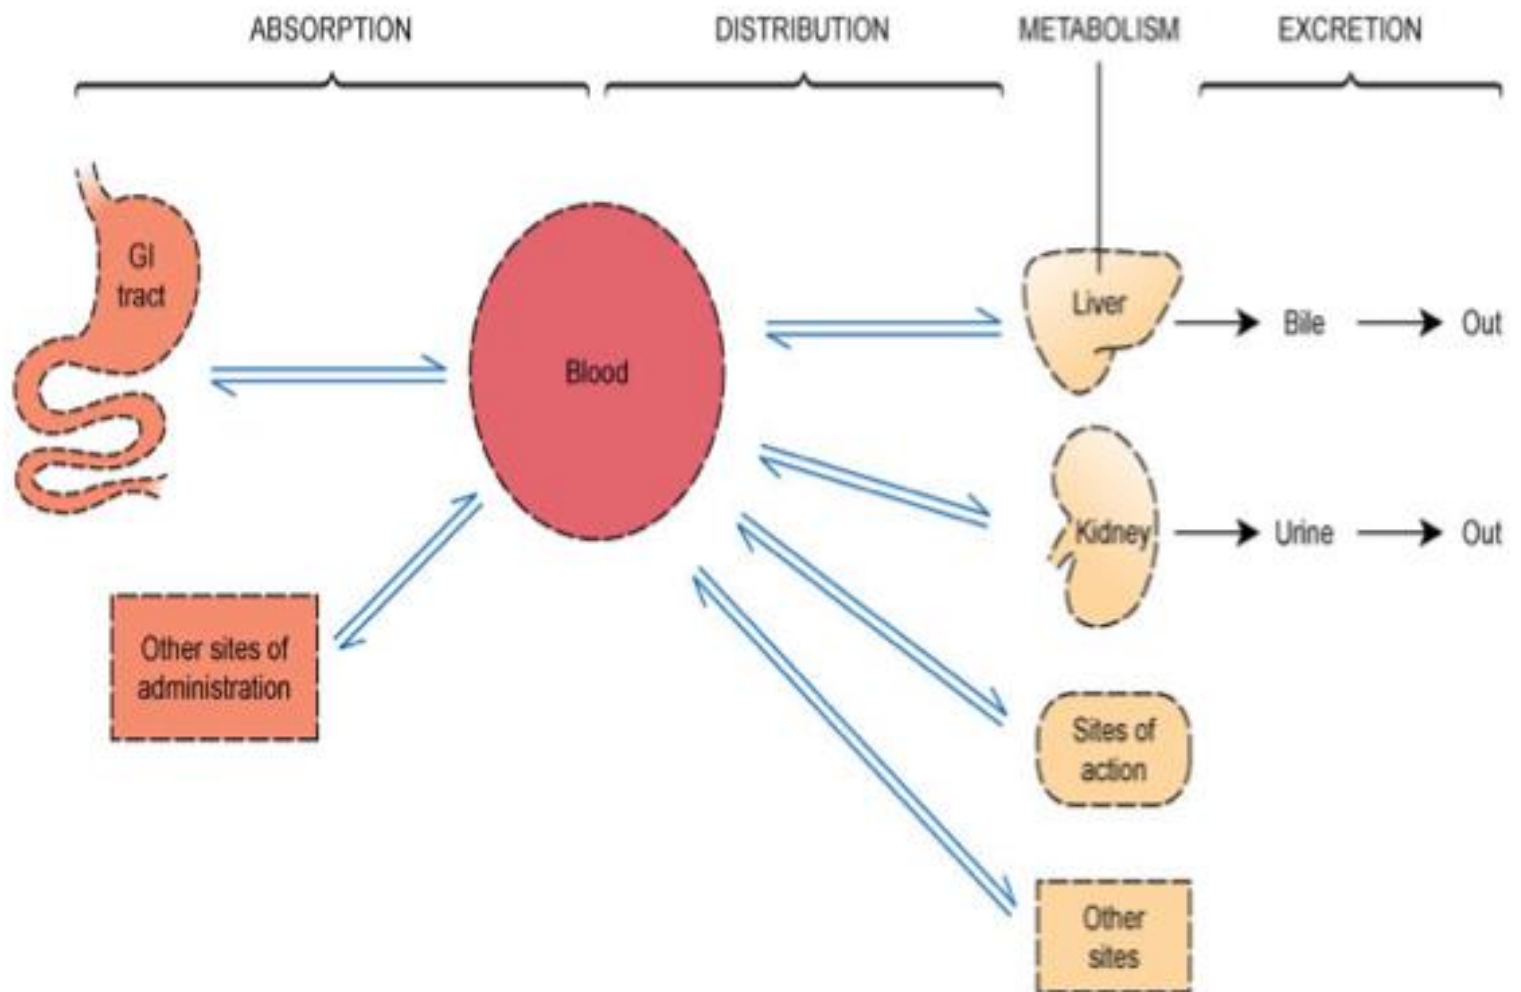 ABSORPTION DISTRIBUTION METABOLISM EXCRETION
GI
tract
Blood
Liver
Bile
Out
Kidney
Urine
Out
Other sites of
administration
Sites of
action
Other
sites